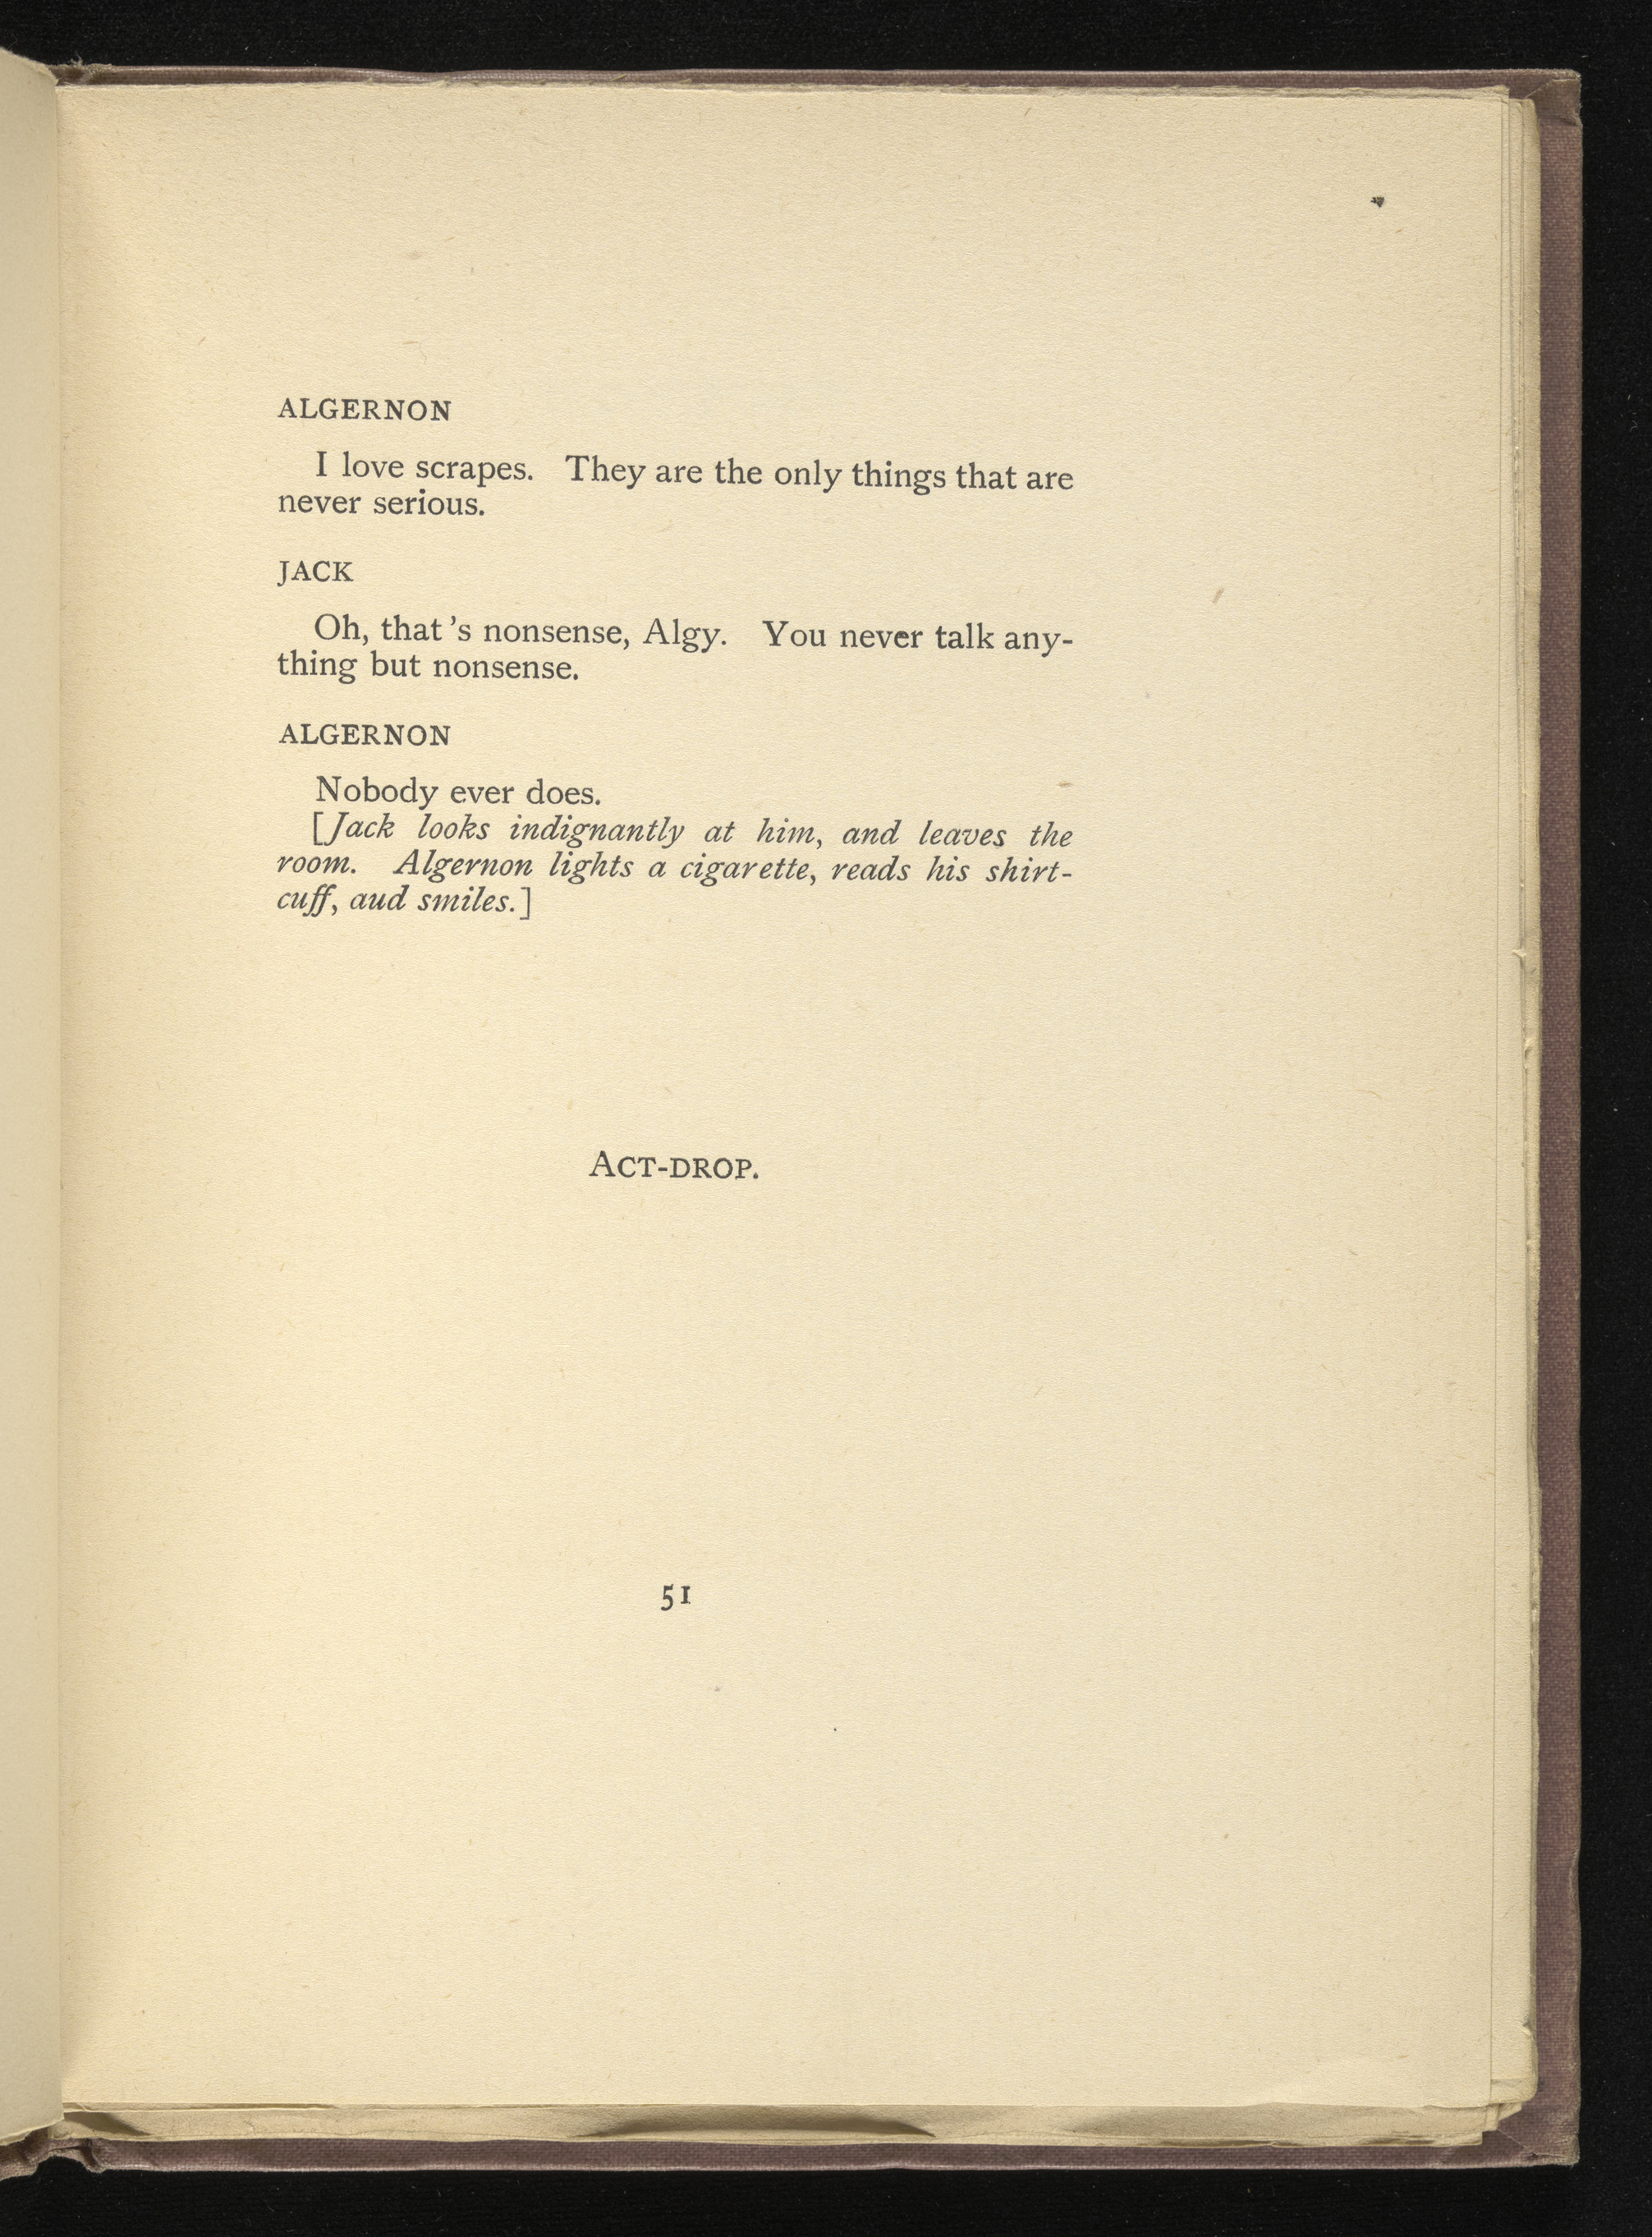 ALGERNON
I love scrapes. They are the only things that are
never serious.
JACK
Oh, that's nonsense, Algy. You never talk any-
thing but nonsense.
ALGERNON
Nobody ever does.
[Jack looks indignantly at him, and leaves the
room. Algernon lights a cigarette, reads his shirt-
cuff, aud smiles.]
ACT-DROP.
51